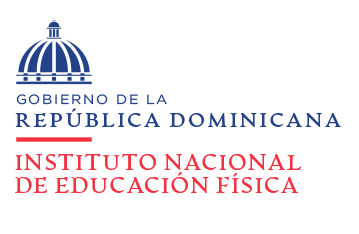 GOBIERNO DE LA
REPÚBLICA DOMINICANA
INSTITUTO NACIONAL
DE EDUCACIÓN FÍSICA